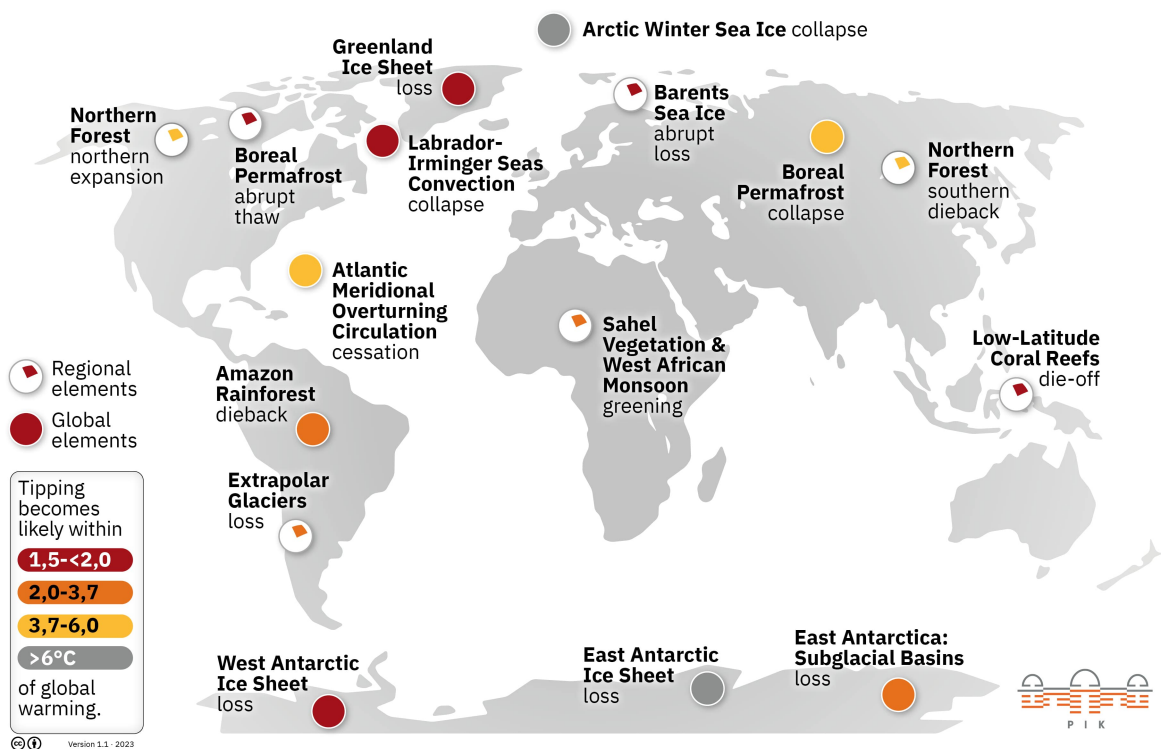 Arctic Winter Sea Ice collapse
Greenland
Ice Sheet
loss
Northern
Forest
northern
expansion
Boreal
Permafrost
abrupt
thaw
Labrador-
Irminger Seas
Convection
collapse
Barents
Sea Ice
abrupt
loss
Boreal
Permafrost
collapse
Northern
Forest
southern
dieback
Atlantic
Meridional
Overturning
Circulation
cessation
Sahel
Vegetation &
West African
Monsoon
greening
Low-Latitude
Coral Reefs
die-off
Regional
elements
Global
elements
Amazon
Rainforest
dieback
Extrapolar
Glaciers
loss
Tipping
becomes
likely within
1,5-<2,0
2,0-3,7
3,7-6,0
>6°C
of global
warming.
West Antarctic
Ice Sheet
loss
East Antarctic
Ice Sheet
loss
East Antarctica:
Subglacial Basins
loss
P I K
cc
Version 1.1 · 2023